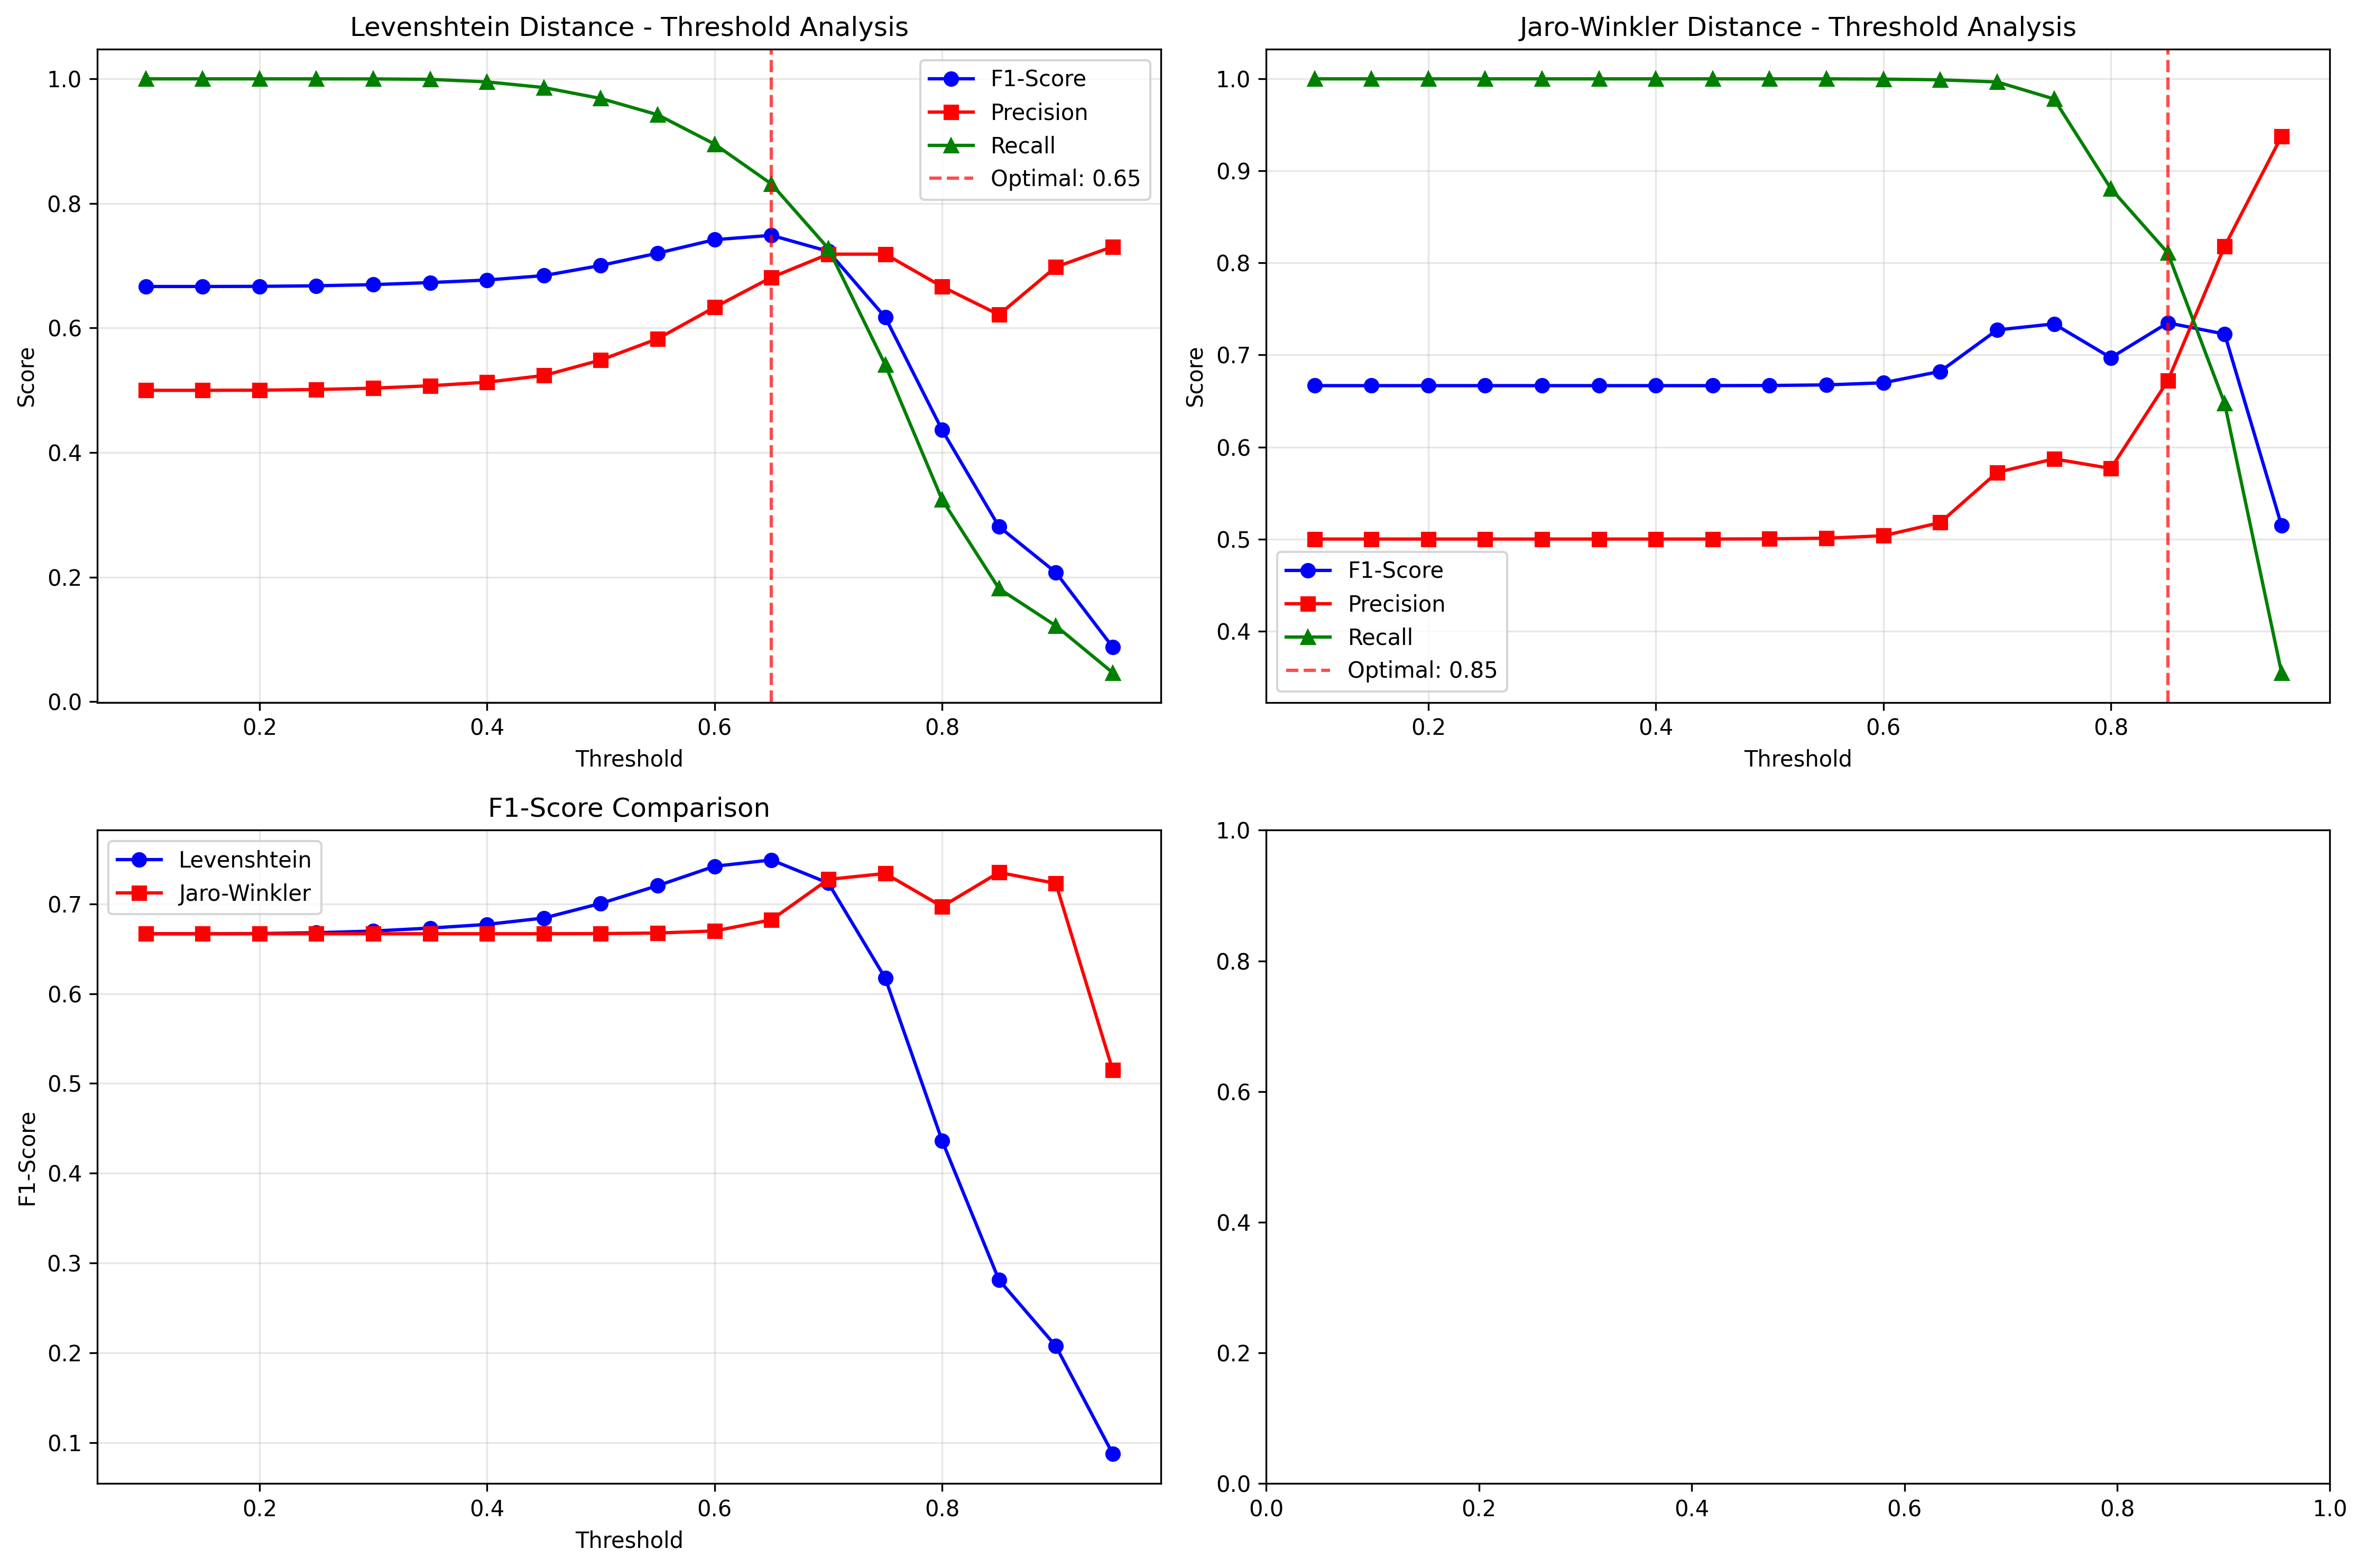 Levenshtein Distance - Threshold Analysis
Score
1.0
0.8
0.6
0.4
0.2
0.0
F1-Score
Precision
Recall
Optimal: 0.65
0.2 0.4 0.6 0.8
Threshold
Jaro-Winkler Distance - Threshold Analysis
Score
1.0
0.9
0.8
0.7
0.6
0.5
0.4
F1-Score
Precision
Recall
Optimal: 0.85
0.2 0.4 0.6 0.8
Threshold
F1-Score Comparison
F1-Score
Levenshtein
Jaro-Winkler
0.7
0.6
0.5
0.4
0.3
0.2
0.1
0.2 0.4 0.6 0.8
Threshold
1.0
0.8
0.6
0.4
0.2
0.0
0.0 0.2 0.4 0.6 0.8 1.0